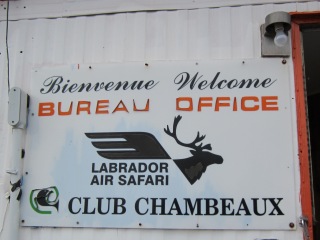 Bienvenue Welcome
BUREAU OFFICE
LABRADOR
AIR SAFARI
CLUB CHAMBEAUX